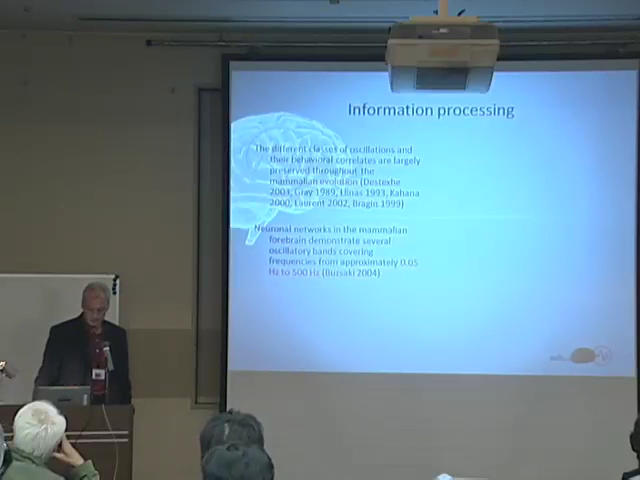 Information processing
The different classes of oscillations and
their behavioral correlates are largely
preserved throughout the
mammalian evolution (Destexhe
2003, Gray 1989, Llinas 1993, Kahana
2000, Laurent 2002, Bragin 1999)
Neuronal networks in the mammalian
forebrain demonstrate several
oscillatory bands covering
frequencies from approximately 0.05
Hz to 500 Hz (Buzsaki 2004)